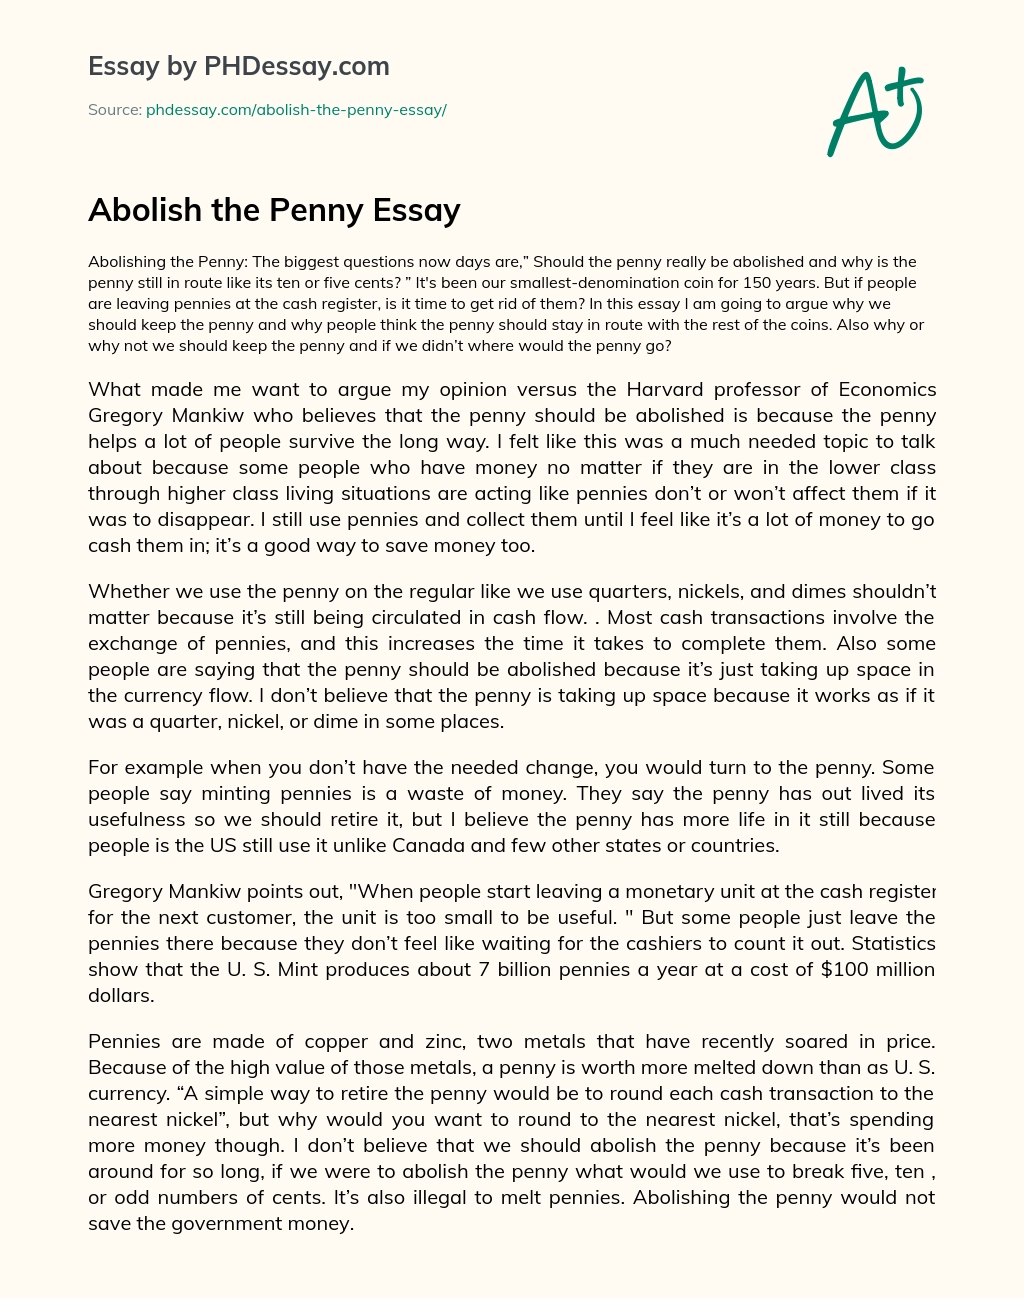 Essay by PHDessay.com
Source: phdessay.com/abolish-the-penny-essay/
A+
Abolish the Penny Essay
Abolishing the Penny: The biggest questions now days are,” Should the penny really be abolished and why is the
penny still in route like its ten or five cents? ” It's been our smallest-denomination coin for 150 years. But if people
are leaving pennies at the cash register, is it time to get rid of them? In this essay I am going to argue why we
should keep the penny and why people think the penny should stay in route with the rest of the coins. Also why or
why not we should keep the penny and if we didn’t where would the penny go?
What made me want to argue my opinion versus the Harvard professor of Economics
Gregory Mankiw who believes that the penny should be abolished is because the penny
helps a lot of people survive the long way. I felt like this was a much needed topic to talk
about because some people who have money no matter if they are in the lower class
through higher class living situations are acting like pennies don’t or won’t affect them if it
was to disappear. I still use pennies and collect them until I feel like it’s a lot of money to go
cash them in; it’s a good way to save money too.
Whether we use the penny on the regular like we use quarters, nickels, and dimes shouldn’t
matter because it’s still being circulated in cash flow. . Most cash transactions involve the
exchange of pennies, and this increases the time it takes to complete them. Also some
people are saying that the penny should be abolished because it’s just taking up space in
the currency flow. I don’t believe that the penny is taking up space because it works as if it
was a quarter, nickel, or dime in some places.
For example when you don’t have the needed change, you would turn to the penny. Some
people say minting pennies is a waste of money. They say the penny has out lived its
usefulness so we should retire it, but I believe the penny has more life in it still because
people is the US still use it unlike Canada and few other states or countries.
Gregory Mankiw points out, "When people start leaving a monetary unit at the cash register
for the next customer, the unit is too small to be useful. " But some people just leave the
pennies there because they don’t feel like waiting for the cashiers to count it out. Statistics
show that the U. S. Mint produces about 7 billion pennies a year at a cost of $100 million
dollars.
Pennies are made of copper and zinc, two metals that have recently soared in price.
Because of the high value of those metals, a penny is worth more melted down than as U. S.
currency. “A simple way to retire the penny would be to round each cash transaction to the
nearest nickel”, but why would you want to round to the nearest nickel, that’s spending
more money though. I don’t believe that we should abolish the penny because it’s been
around for so long, if we were to abolish the penny what would we use to break five, ten ,
or odd numbers of cents. It’s also illegal to melt pennies. Abolishing the penny would not
save the government money.